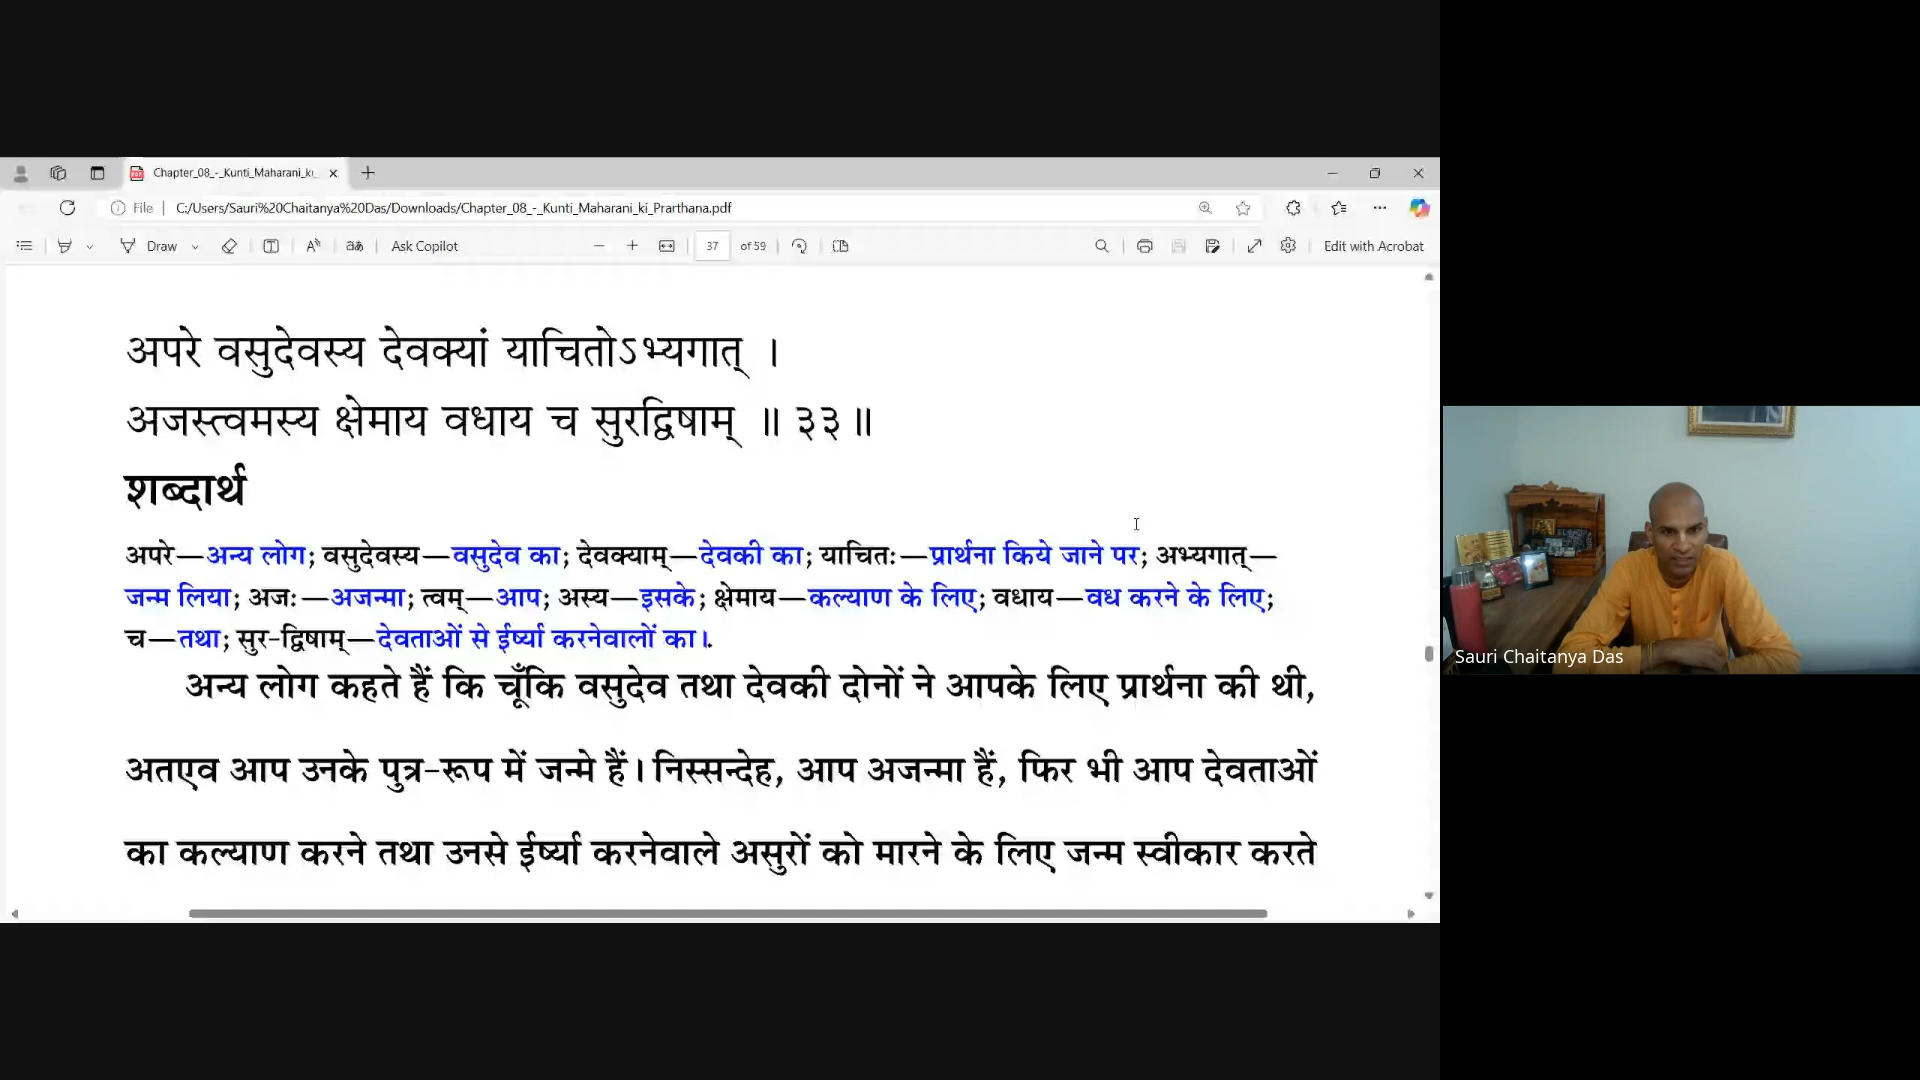 Chapter_08_-_Kunti_Maharani_ki_
File
C:/Users/Sauri%20Chaitanya%20Das/Downloads/Chapter_08_-_Kunti_Maharani_ki_Prarthana.pdf
Draw
Ask Copilot
37 of 59
Edit with Acrobat
अपरे वसुदेवस्य देवक्यां याचितोऽभ्यगात् ।
अजस्त्वमस्य क्षेमाय वधाय च सुरद्विषाम् ॥ ३३॥
शब्दार्थ
अपरे—अन्य लोग; वसुदेवस्य—वसुदेव का; देवक्याम्—देवकी का; याचितः—प्रार्थना किये जाने पर; अभ्यगात्—
जन्म लिया; अजः—अजन्मा; त्वम्—आप; अस्य—इसके; क्षेमाय—कल्याण के लिए; वधाय—वध करने के लिए;
च—तथा; सुर-द्विषाम्—देवताओं से ईर्ष्या करनेवालों का।.
अन्य लोग कहते हैं कि चूँकि वसुदेव तथा देवकी दोनों ने आपके लिए प्रार्थना की थी,
अतएव आप उनके पुत्र-रूप में जन्मे हैं। निस्सन्देह, आप अजन्मा हैं, फिर भी आप देवताओं
का कल्याण करने तथा उनसे ईर्ष्या करनेवाले असुरों को मारने के लिए जन्म स्वीकार करते
Sauri Chaitanya Das